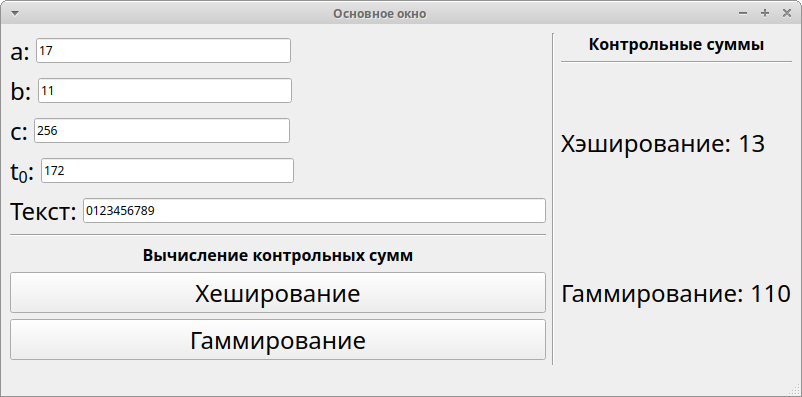 Основное окно
a: 17
b: 11
c: 256
t₀: 172
Текст: 0123456789
Вычисление контрольных сумм
Хеширование
Гаммирование
Контрольные суммы
Хэширование: 13
Гаммирование: 110